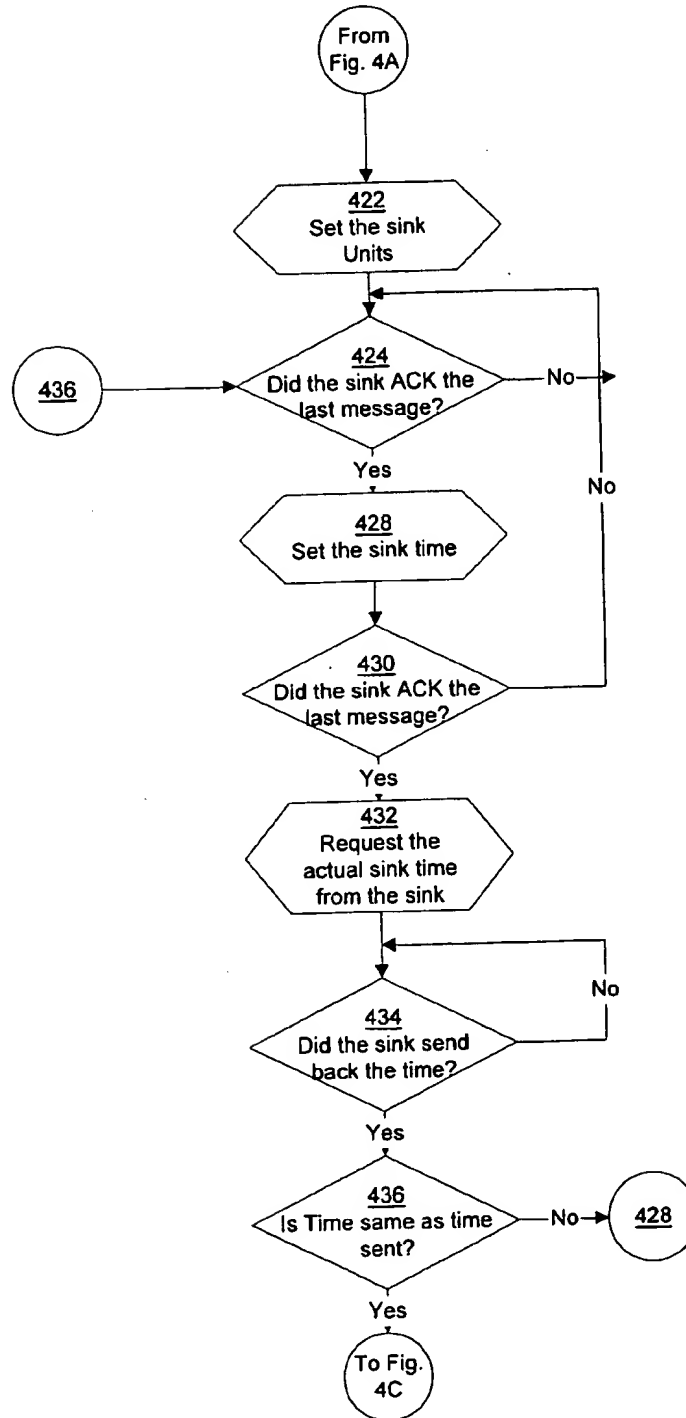 From
Fig. 4A
422
Set the sink
Units
436
424
Did the sink ACK the
last message?
No
Yes
No
428
Set the sink time
430
Did the sink ACK the
last message?
Yes
432
Request the
actual sink time
from the sink
No
434
Did the sink send
back the time?
Yes
436
Is Time same as time
sent?
No
428
Yes
To Fig.
4C